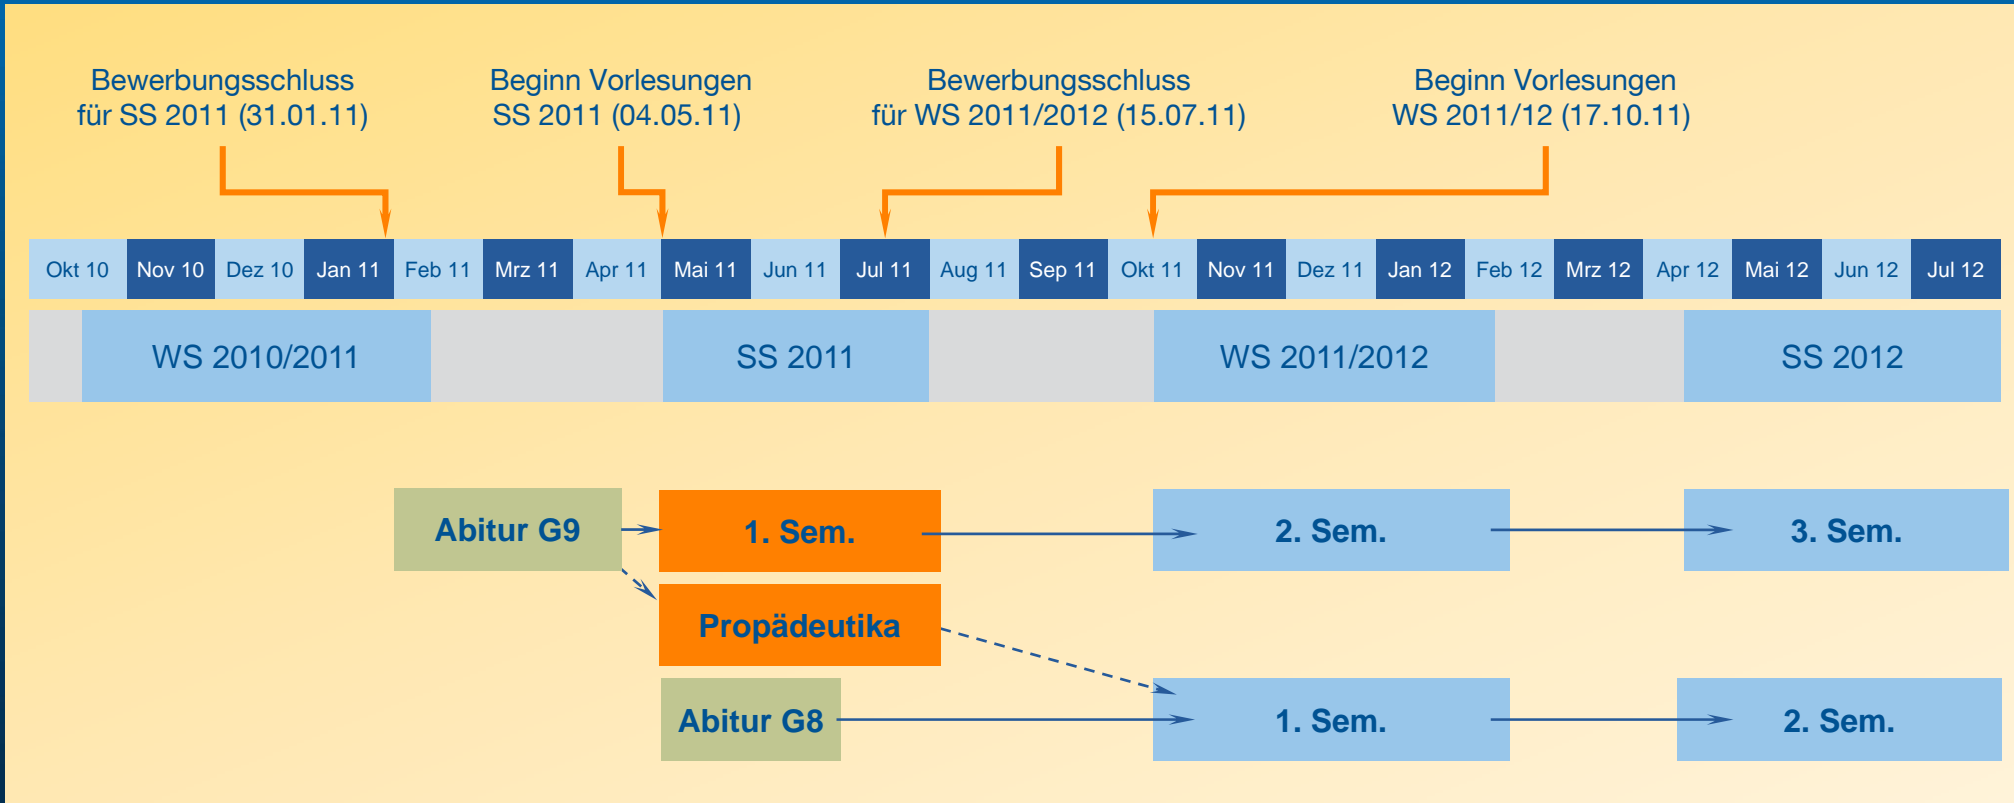 Bewerbungsschluss
für SS 2011 (31.01.11)
Beginn Vorlesungen
SS 2011 (04.05.11)
Bewerbungsschluss
für WS 2011/2012 (15.07.11)
Beginn Vorlesungen
WS 2011/12 (17.10.11)
Okt 10 Nov 10 Dez 10 Jan 11 Feb 11 Mrz 11 Apr 11 Mai 11 Jun 11 Jul 11 Aug 11 Sep 11 Okt 11 Nov 11 Dez 11 Jan 12 Feb 12 Mrz 12 Apr 12 Mai 12 Jun 12 Jul 12
WS 2010/2011 SS 2011 WS 2011/2012 SS 2012
Abitur G9 1. Sem. 2. Sem. 3. Sem.
Propädeutika
Abitur G8 1. Sem. 2. Sem.